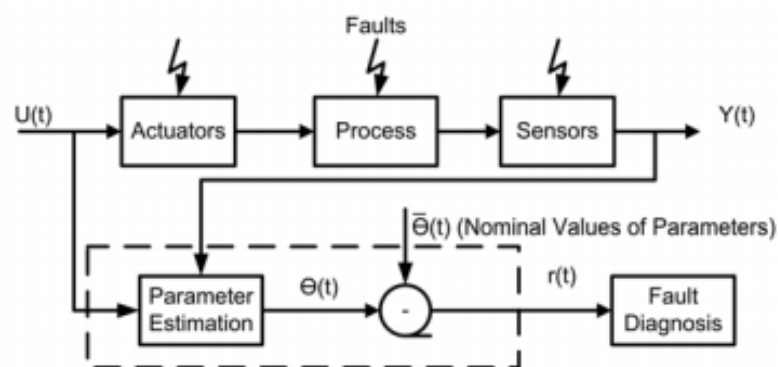 Faults
U(t)
Actuators
Process
Sensors
Y(t)
Θ̅(t) (Nominal Values of Parameters)
Parameter
Estimation
Θ(t)
-
r(t)
Fault
Diagnosis